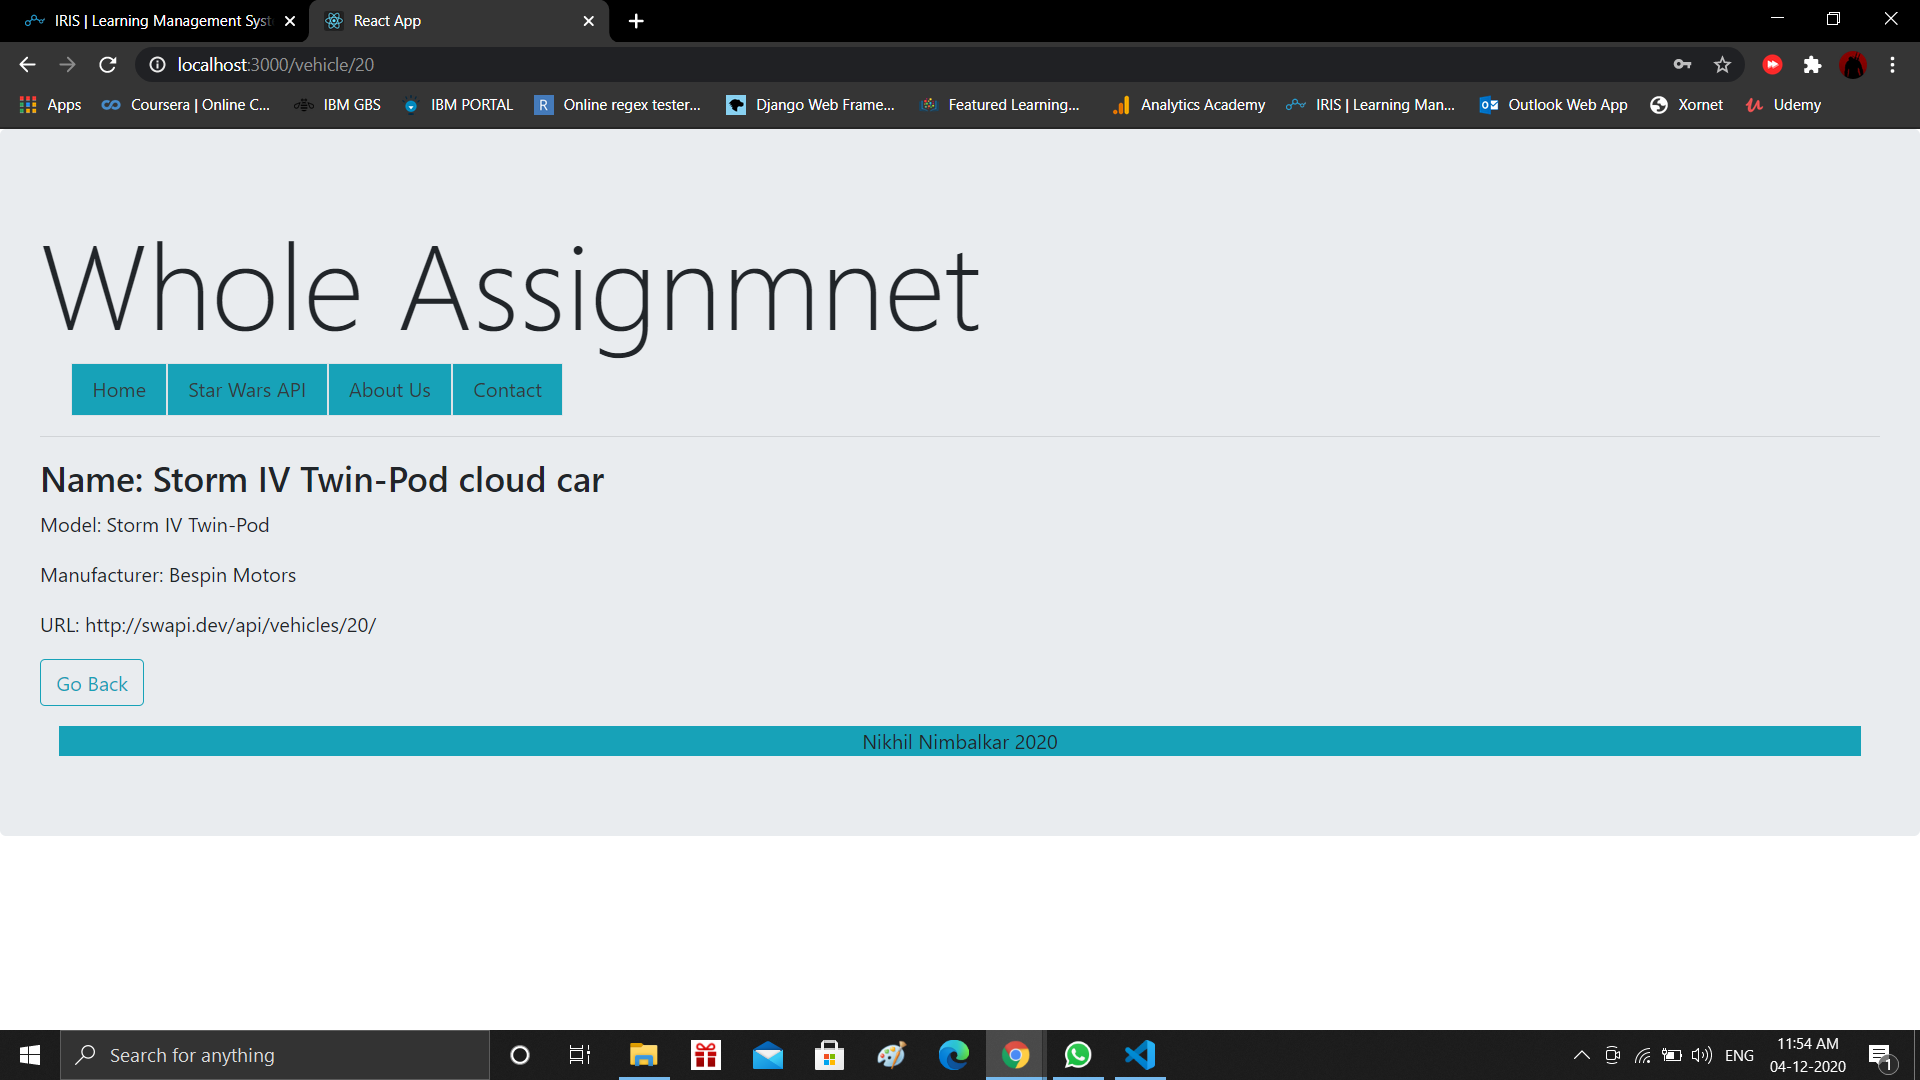 IRIS | Learning Management Syst
React App
localhost:3000/vehicle/20
Apps
Coursera | Online C...
IBM GBS
IBM PORTAL
R
Online regex tester...
Django Web Frame...
Featured Learning...
Analytics Academy
IRIS | Learning Man...
Outlook Web App
Xornet
Udemy
Whole Assignmnet
Home
Star Wars API
About Us
Contact
Name: Storm IV Twin-Pod cloud car
Model: Storm IV Twin-Pod
Manufacturer: Bespin Motors
URL: http://swapi.dev/api/vehicles/20/
Go Back
Nikhil Nimbalkar 2020
Search for anything
ENG
11:54 AM
04-12-2020
1